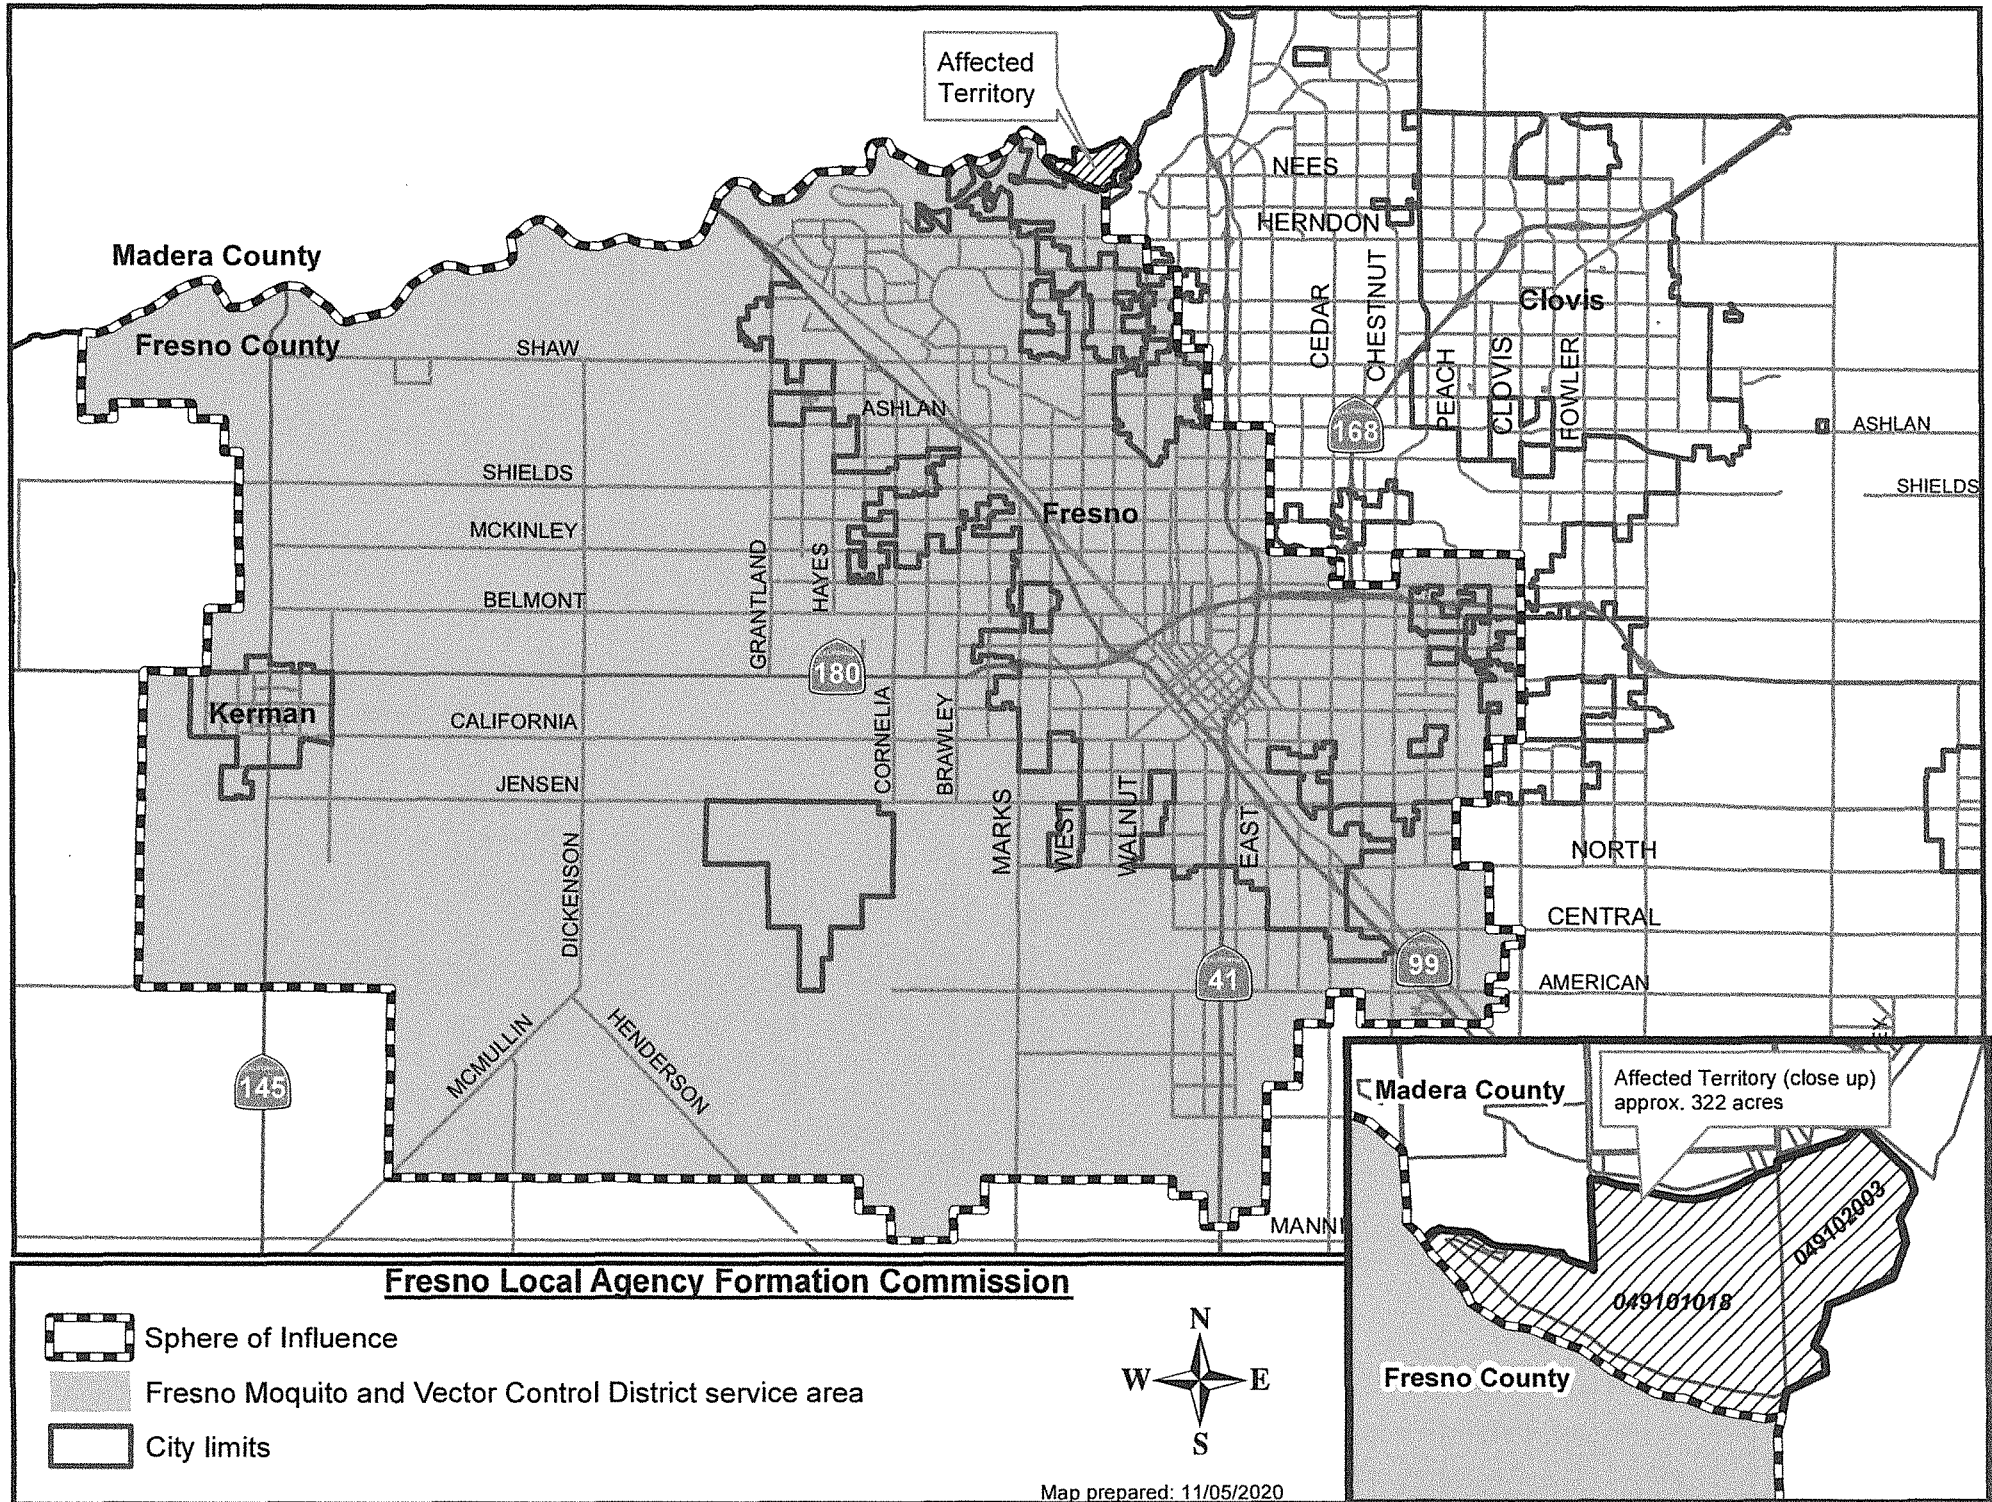 Affected
Territory
NEES
HERNDON
Madera County
Fresno County
SHAW
CEDAR
CHESTNUT
Clovis
PEACH
CLOVIS
FOWLER
ASHLAN
168
ASHLAN
SHIELDS
SHIELDS
Fresno
MCKINLEY
GRANTLAND
HAYES
BELMONT
180
Kerman
CALIFORNIA
CORNELIA
BRAWLEY
JENSEN
MARKS
WEST
WALNUT
EAST
NORTH
DICKENSON
CENTRAL
41
99
AMERICAN
MCMULLIN
HENDERSON
145
MANNI
Madera County
Affected Territory (close up)
approx. 322 acres
049102003
049101018
Fresno County
Fresno Local Agency Formation Commission
Sphere of Influence
Fresno Moquito and Vector Control District service area
City limits
N
W E
S
Map prepared: 11/05/2020